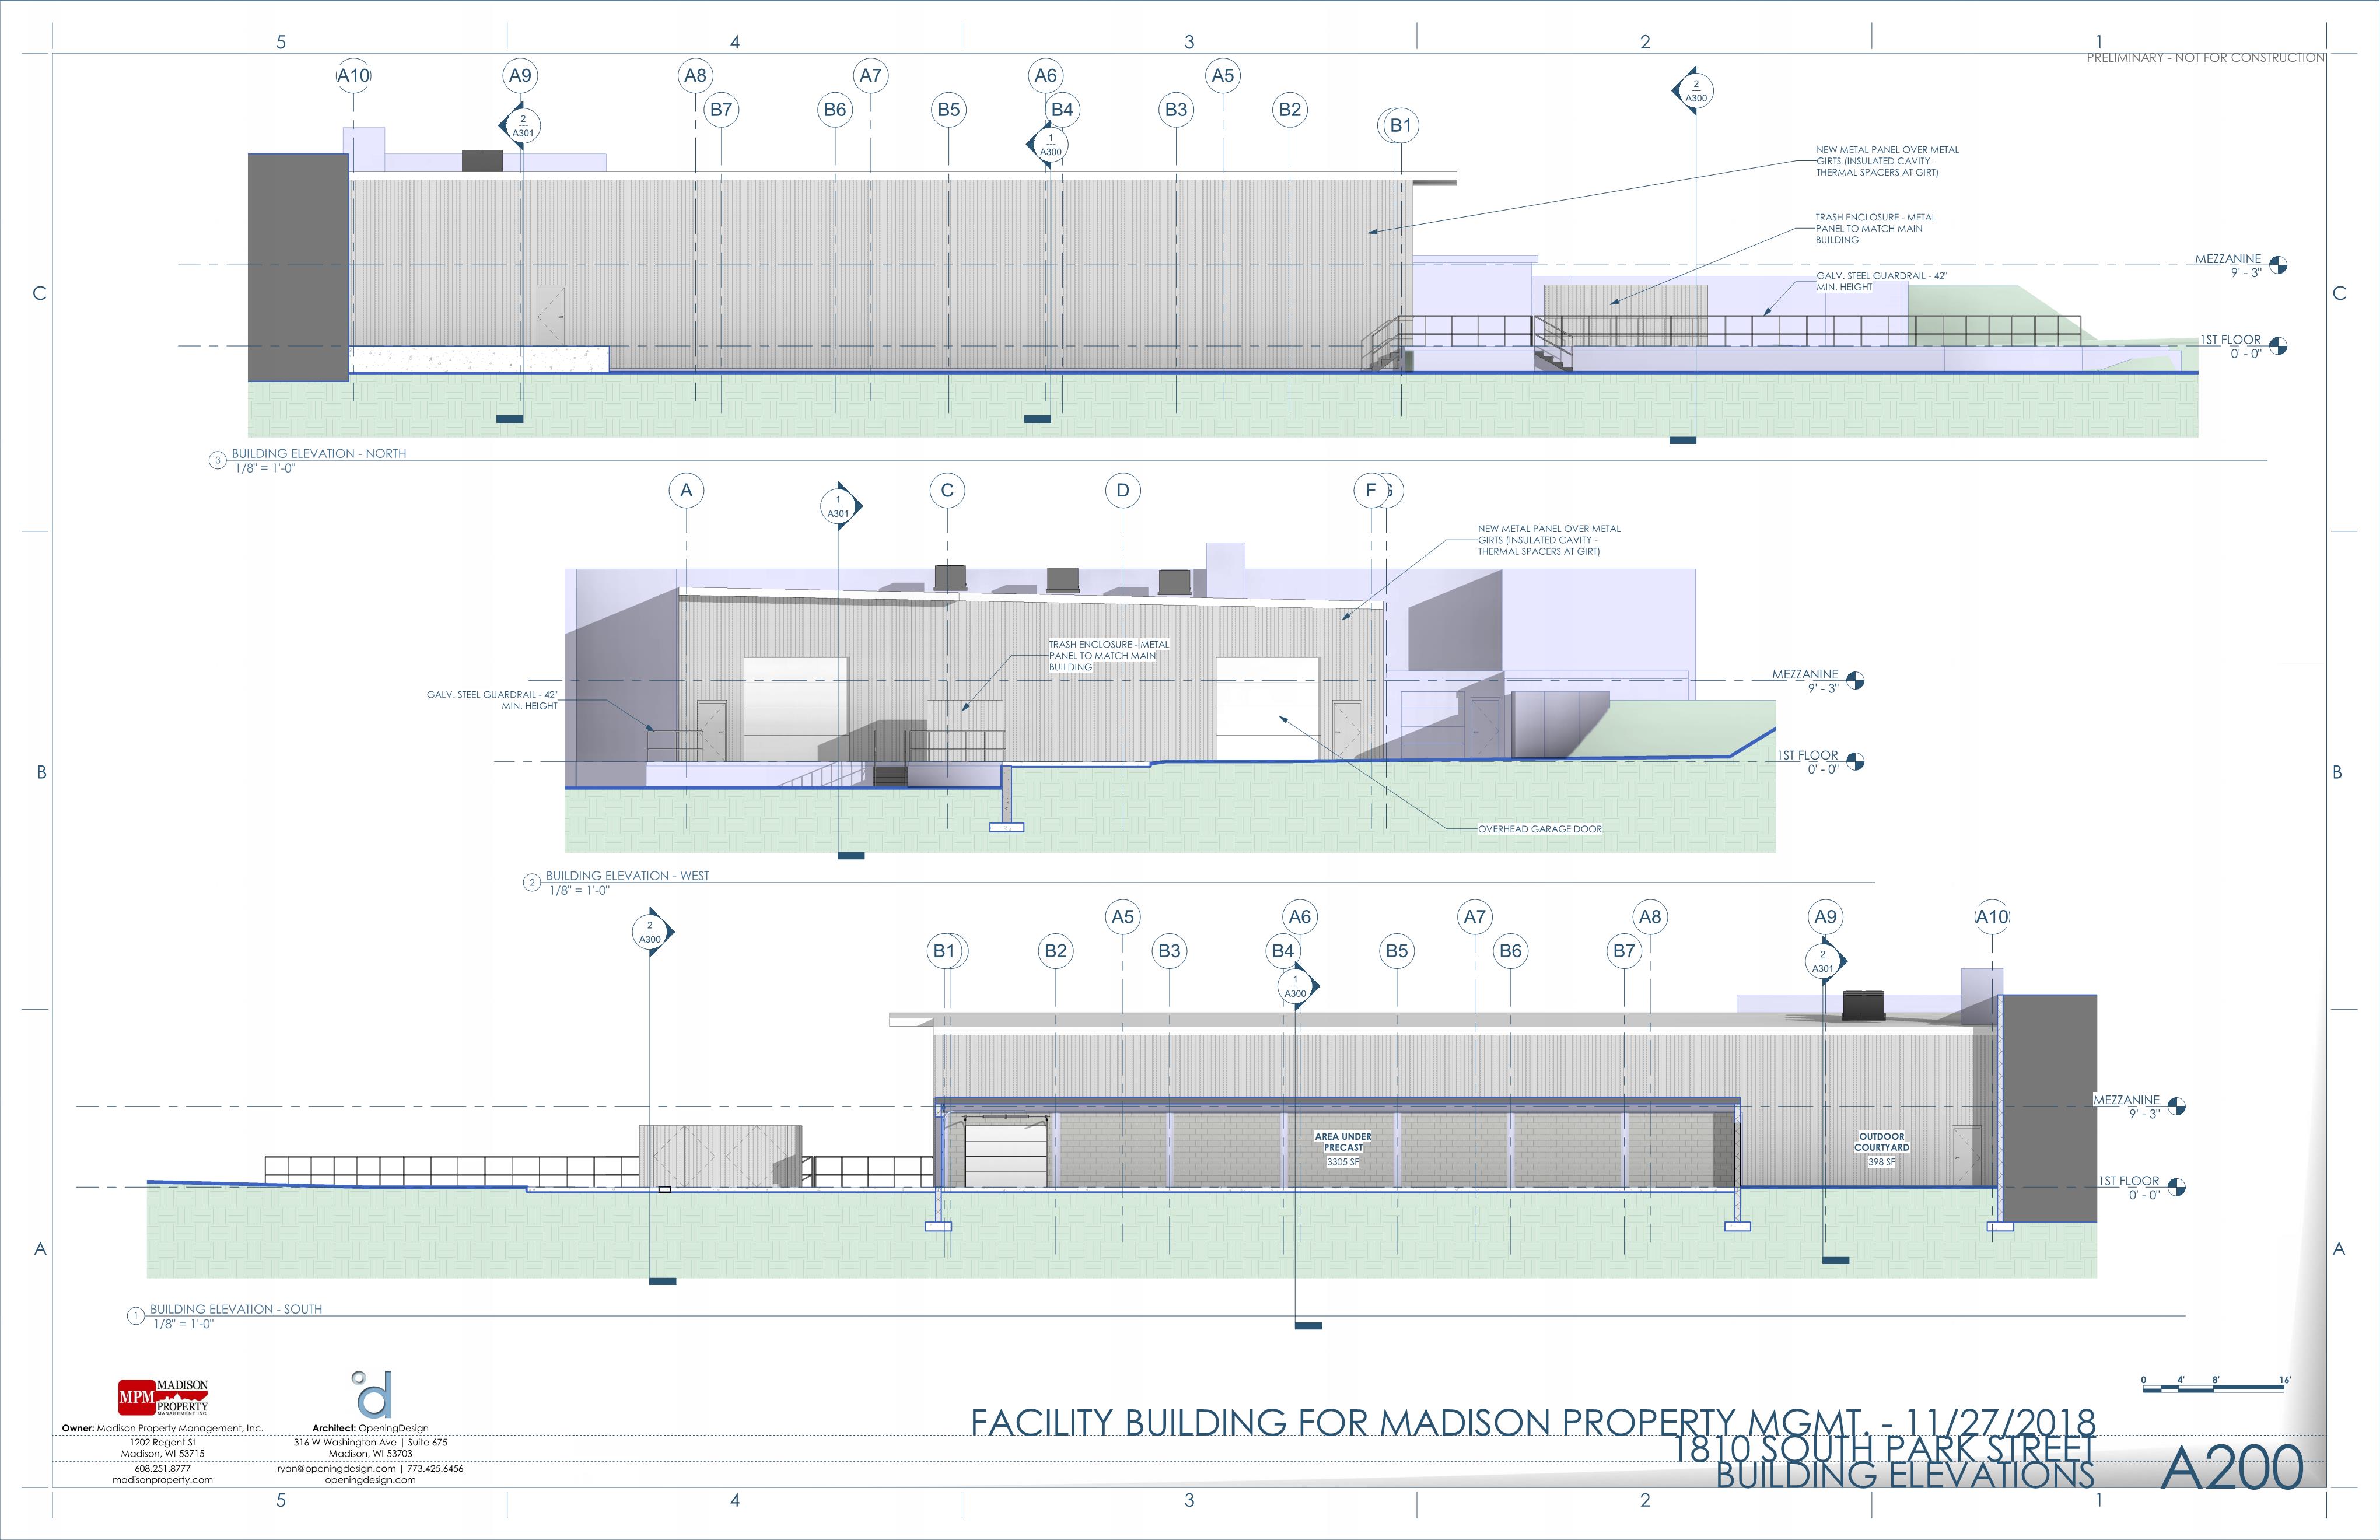 5 4 3 2 1
PRELIMINARY - NOT FOR CONSTRUCTION
A10 A9 A8 A7 A6 A5
B7 B6 B5 B4 B3 B2 B1
2
A301
1
A300
2
A300
NEW METAL PANEL OVER METAL
GIRTS (INSULATED CAVITY -
THERMAL SPACERS AT GIRT)
TRASH ENCLOSURE - METAL
PANEL TO MATCH MAIN
BUILDING
GALV. STEEL GUARDRAIL - 42"
MIN. HEIGHT
MEZZANINE
9' - 3"
1ST FLOOR
0' - 0"
C C
3 BUILDING ELEVATION - NORTH
1/8" = 1'-0"
A C D F
1
A301
NEW METAL PANEL OVER METAL
GIRTS (INSULATED CAVITY -
THERMAL SPACERS AT GIRT)
TRASH ENCLOSURE - METAL
PANEL TO MATCH MAIN
BUILDING
GALV. STEEL GUARDRAIL - 42"
MIN. HEIGHT
MEZZANINE
9' - 3"
1ST FLOOR
0' - 0"
B B
OVERHEAD GARAGE DOOR
2 BUILDING ELEVATION - WEST
1/8" = 1'-0"
A5 A6 A7 A8 A9 A10
B1 B2 B3 B4 B5 B6 B7
2
A300
1
A300
2
A301
MEZZANINE
9' - 3"
AREA UNDER
PRECAST
3305 SF
OUTDOOR
COURTYARD
398 SF
1ST FLOOR
0' - 0"
A A
1 BUILDING ELEVATION - SOUTH
1/8" = 1'-0"
0 4' 8' 16'
MPM MADISON
PROPERTY
MANAGEMENT INC.
d
Owner: Madison Property Management, Inc.
1202 Regent St
Madison, WI 53715
608.251.8777
madisonproperty.com
Architect: OpeningDesign
316 W Washington Ave | Suite 675
Madison, WI 53703
ryan@openingdesign.com | 773.425.6456
openingdesign.com
FACILITY BUILDING FOR MADISON PROPERTY MGMT. - 11/27/2018
1810 SOUTH PARK STREET
BUILDING ELEVATIONS
A200
5 4 3 2 1